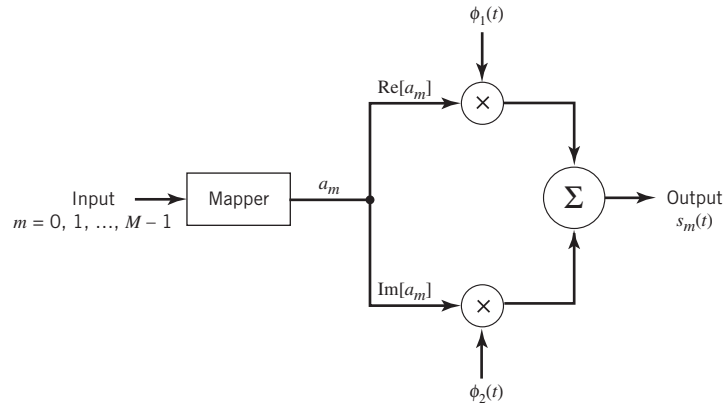 ϕ₁(t)
Re[aₘ]
×
Input
m = 0, 1, ..., M – 1
Mapper
aₘ
Σ
Output
sₘ(t)
Im[aₘ]
×
ϕ₂(t)